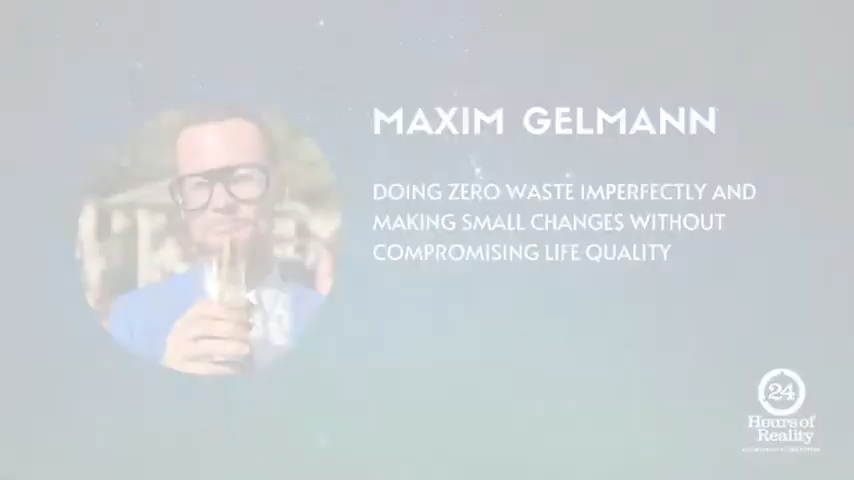 MAXIM GELMANN
DOING ZERO WASTE IMPERFECTLY AND
MAKING SMALL CHANGES WITHOUT
COMPROMISING LIFE QUALITY
24
Hours of
Reality